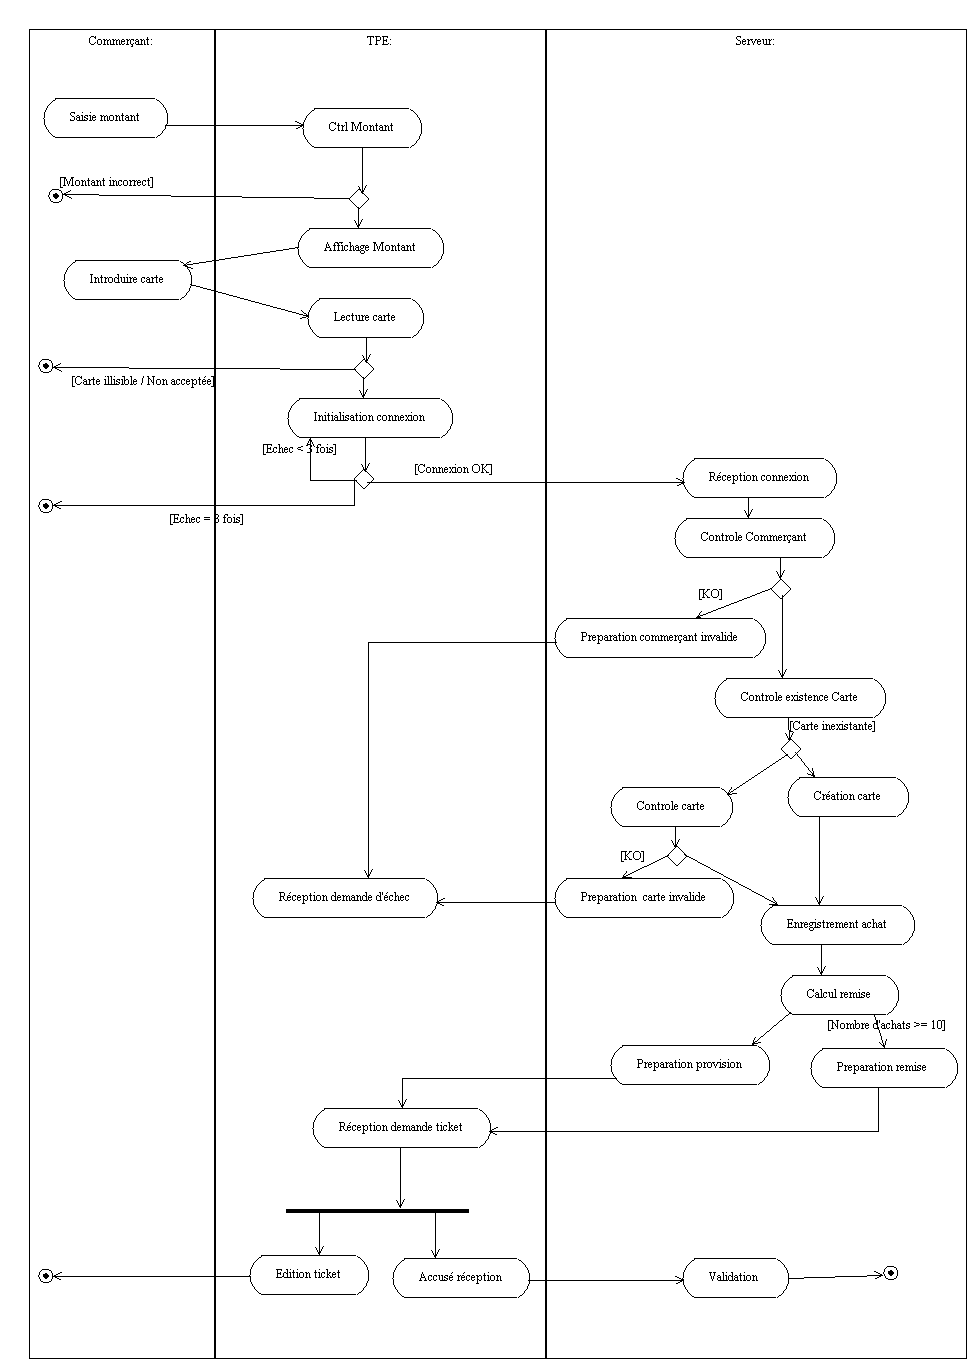 Commerçant:
TPE:
Serveur:
Saisie montant
Ctrl Montant
[Montant incorrect]
Affichage Montant
Introduire carte
Lecture carte
[Carte illisible / Non acceptée]
Initialisation connexion
[Echec < 3 fois]
[Connexion OK]
Réception connexion
[Echec = 3 fois]
Controle Commerçant
[KO]
Preparation commerçant invalide
Controle existence Carte
[Carte inexistante]
Controle carte
Création carte
[KO]
Réception demande d'échec
Preparation carte invalide
Enregistrement achat
Calcul remise
[Nombre d'achats >= 10]
Preparation provision
Preparation remise
Réception demande ticket
Edition ticket
Accusé réception
Validation